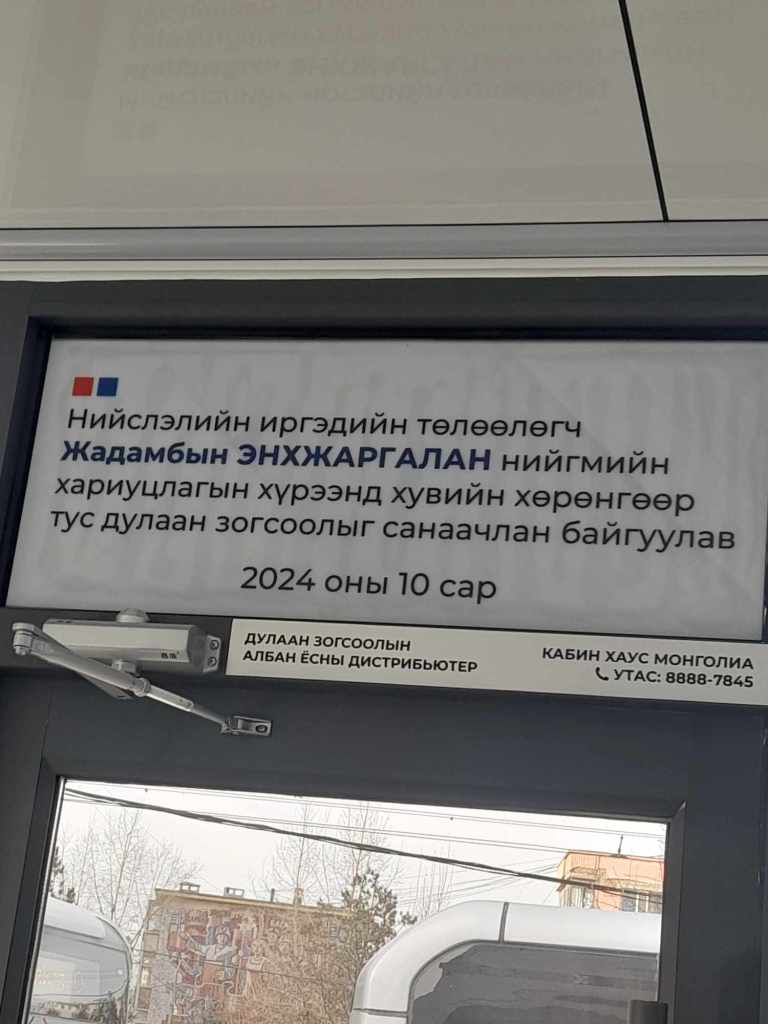 Нийслэлийн иргэдийн төлөөлөгч
Жадамбын ЭНХЖАРГАЛАН нийгмийн
хариуцлагын хүрээнд хувийн хөрөнгөөр
тус дулаан зогсоолыг санаачлан байгуулав
2024 оны 10 сар
ДУЛААН ЗОГСООЛЫН
АЛБАН ЁСНЫ ДИСТРИБЬЮТЕР
КАБИН ХАУС МОНГОЛИА
УТАС: 8888-7845